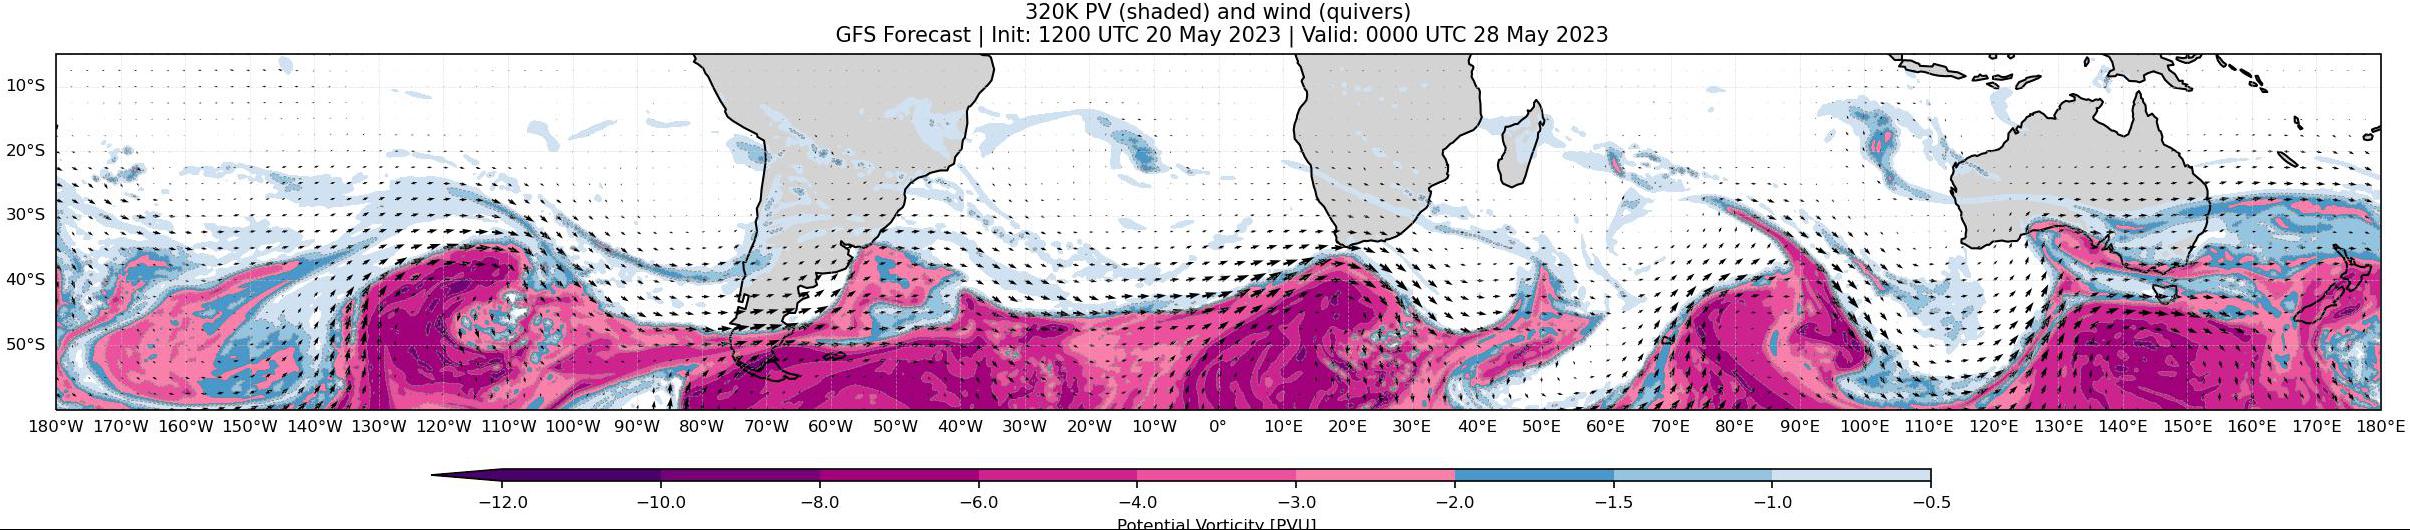 320K PV (shaded) and wind (quivers)
GFS Forecast | Init: 1200 UTC 20 May 2023 | Valid: 0000 UTC 28 May 2023
10°S
20°S
30°S
40°S
50°S
180°W 170°W 160°W 150°W 140°W 130°W 120°W 110°W 100°W 90°W 80°W 70°W 60°W 50°W 40°W 30°W 20°W 10°W 0° 10°E 20°E 30°E 40°E 50°E 60°E 70°E 80°E 90°E 100°E 110°E 120°E 130°E 140°E 150°E 160°E 170°E 180°E
−12.0 −10.0 −8.0 −6.0 −4.0 −3.0 −2.0 −1.5 −1.0 −0.5
Potential Vorticity [PVU]